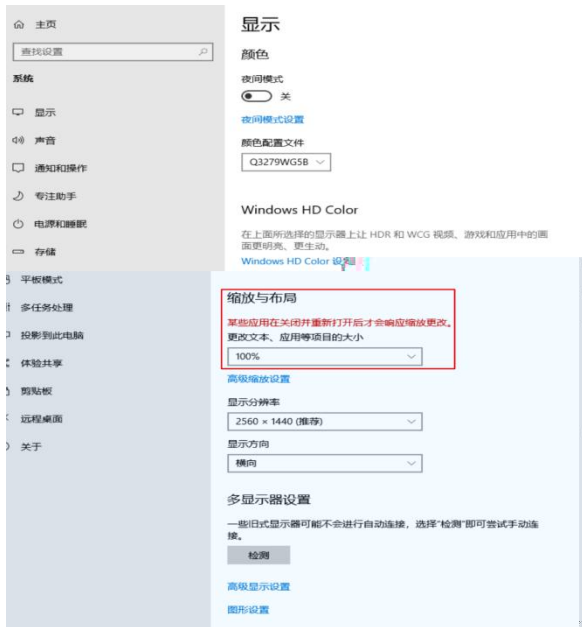 主页
查找设置
系统
显示
声音
通知和操作
专注助手
电源和睡眠
存储
平板模式
多任务处理
投影到此电脑
体验共享
剪贴板
远程桌面
关于
显示
颜色
夜间模式
关
夜间模式设置
颜色配置文件
Q3279WG5B
Windows HD Color
在上面所选择的显示器上让 HDR 和 WCG 视频、游戏和应用中的画
面更明亮、更生动。
Windows HD Color 设置
缩放与布局
某些应用在关闭并重新打开后才会响应缩放更改。
更改文本、应用等项目的大小
100%
高级缩放设置
显示分辨率
2560 × 1440 (推荐)
显示方向
横向
多显示器设置
一些旧式显示器可能不会进行自动连接，选择"检测"即可尝试手动连
接。
检测
高级显示设置
图形设置